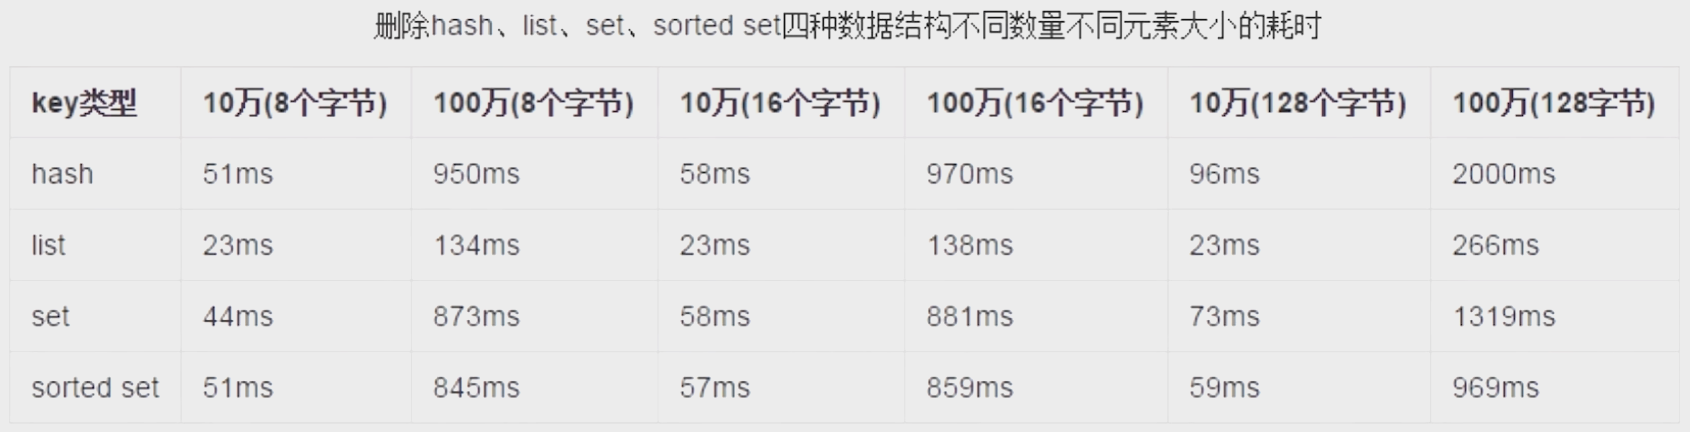 删除hash、list、set、sorted set四种数据结构不同数量不同元素大小的耗时
key类型 10万(8个字节) 100万(8个字节) 10万(16个字节) 100万(16个字节) 10万(128个字节) 100万(128字节)
hash 51ms 950ms 58ms 970ms 96ms 2000ms
list 23ms 134ms 23ms 138ms 23ms 266ms
set 44ms 873ms 58ms 881ms 73ms 1319ms
sorted set 51ms 845ms 57ms 859ms 59ms 969ms